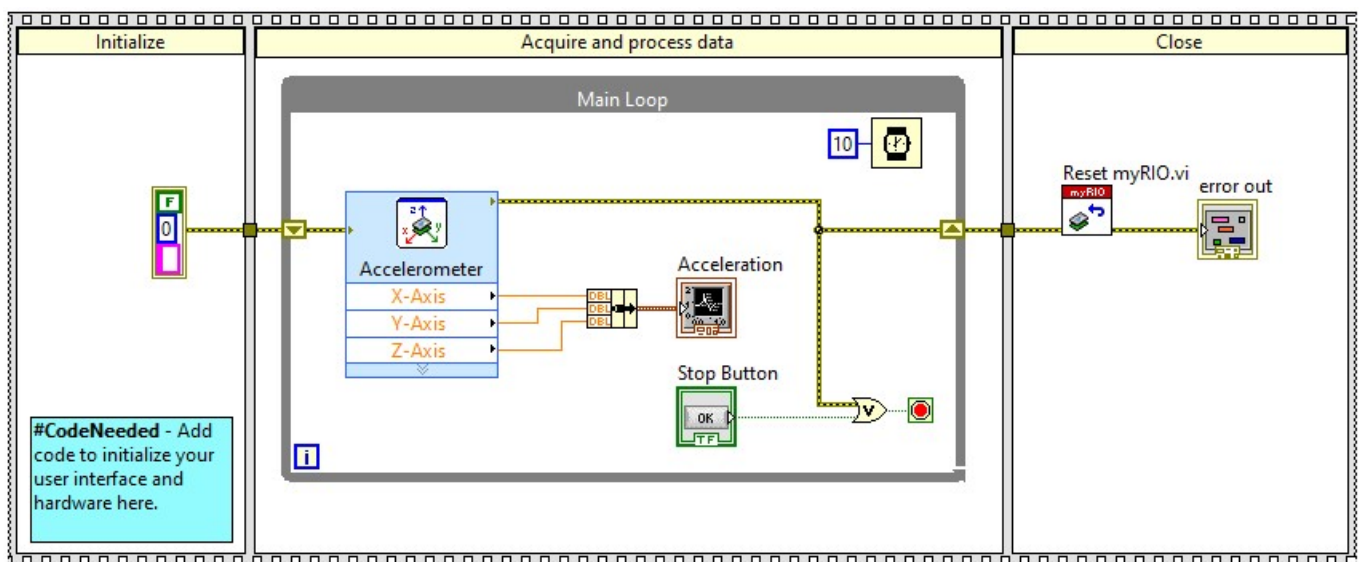 Initialize
Acquire and process data
Close
Main Loop
10
Reset myRIO.vi
myRIO
error out
F
0
z
x y
Accelerometer
X-Axis
Y-Axis
Z-Axis
DBL
DBL
DBL
Acceleration
Stop Button
OK
TF
V
i
#CodeNeeded - Add
code to initialize your
user interface and
hardware here.